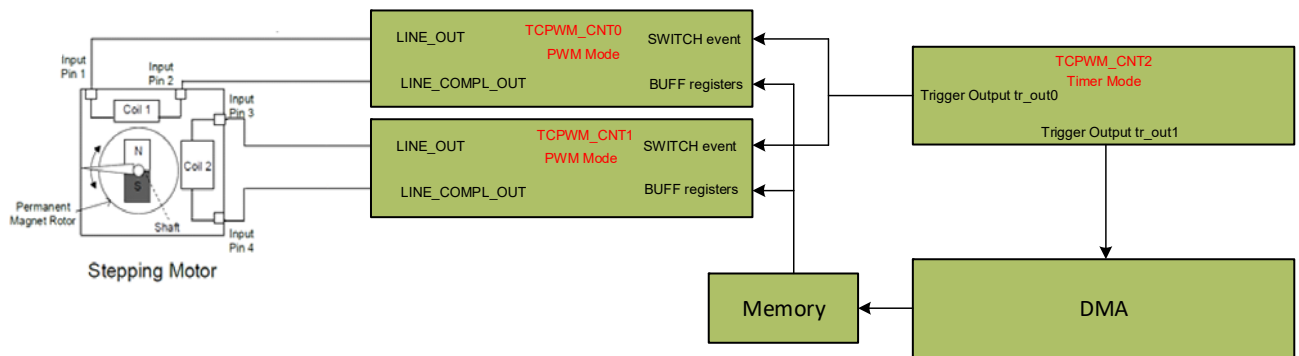 Input
Pin 1
Input
Pin 2
Coil 1
Input
Pin 3
Coil 2
N
S
Permanent
Magnet Rotor
Shaft
Input
Pin 4
Stepping Motor
TCPWM_CNT0
PWM Mode
LINE_OUT
SWITCH event
LINE_COMPL_OUT
BUFF registers
TCPWM_CNT1
PWM Mode
LINE_OUT
SWITCH event
LINE_COMPL_OUT
BUFF registers
TCPWM_CNT2
Timer Mode
Trigger Output tr_out0
Trigger Output tr_out1
Memory
DMA